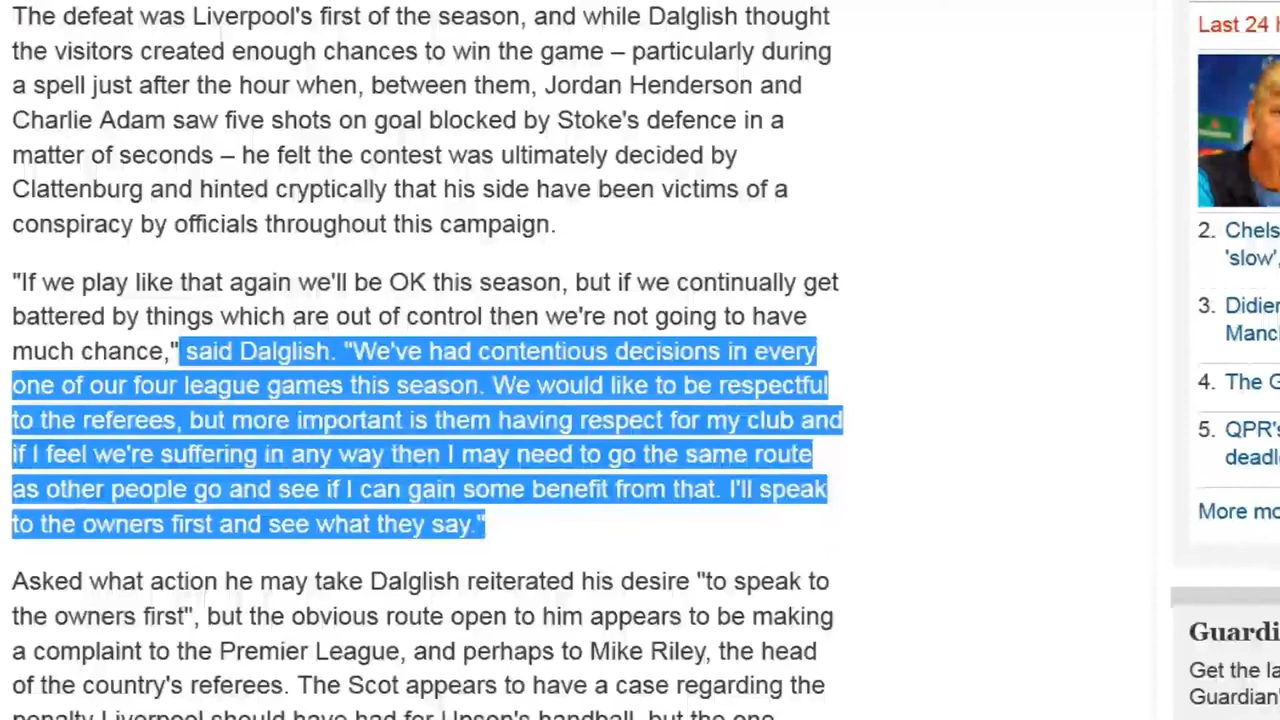 The defeat was Liverpool's first of the season, and while Dalglish thought
the visitors created enough chances to win the game – particularly during
a spell just after the hour when, between them, Jordan Henderson and
Charlie Adam saw five shots on goal blocked by Stoke's defence in a
matter of seconds – he felt the contest was ultimately decided by
Clattenburg and hinted cryptically that his side have been victims of a
conspiracy by officials throughout this campaign.
"If we play like that again we'll be OK this season, but if we continually get
battered by things which are out of control then we're not going to have
much chance," said Dalglish. "We've had contentious decisions in every
one of our four league games this season. We would like to be respectful
to the referees, but more important is them having respect for my club and
if I feel we're suffering in any way then I may need to go the same route
as other people go and see if I can gain some benefit from that. I'll speak
to the owners first and see what they say."
Asked what action he may take Dalglish reiterated his desire "to speak to
the owners first", but the obvious route open to him appears to be making
a complaint to the Premier League, and perhaps to Mike Riley, the head
of the country's referees. The Scot appears to have a case regarding the
penalty Liverpool should have had for Upson's handball, but the one
Last 24
2. Chels
'slow',
3. Didier
Manc
4. The G
5. QPR's
deadl
More mo
Guardi
Get the la
Guardian'